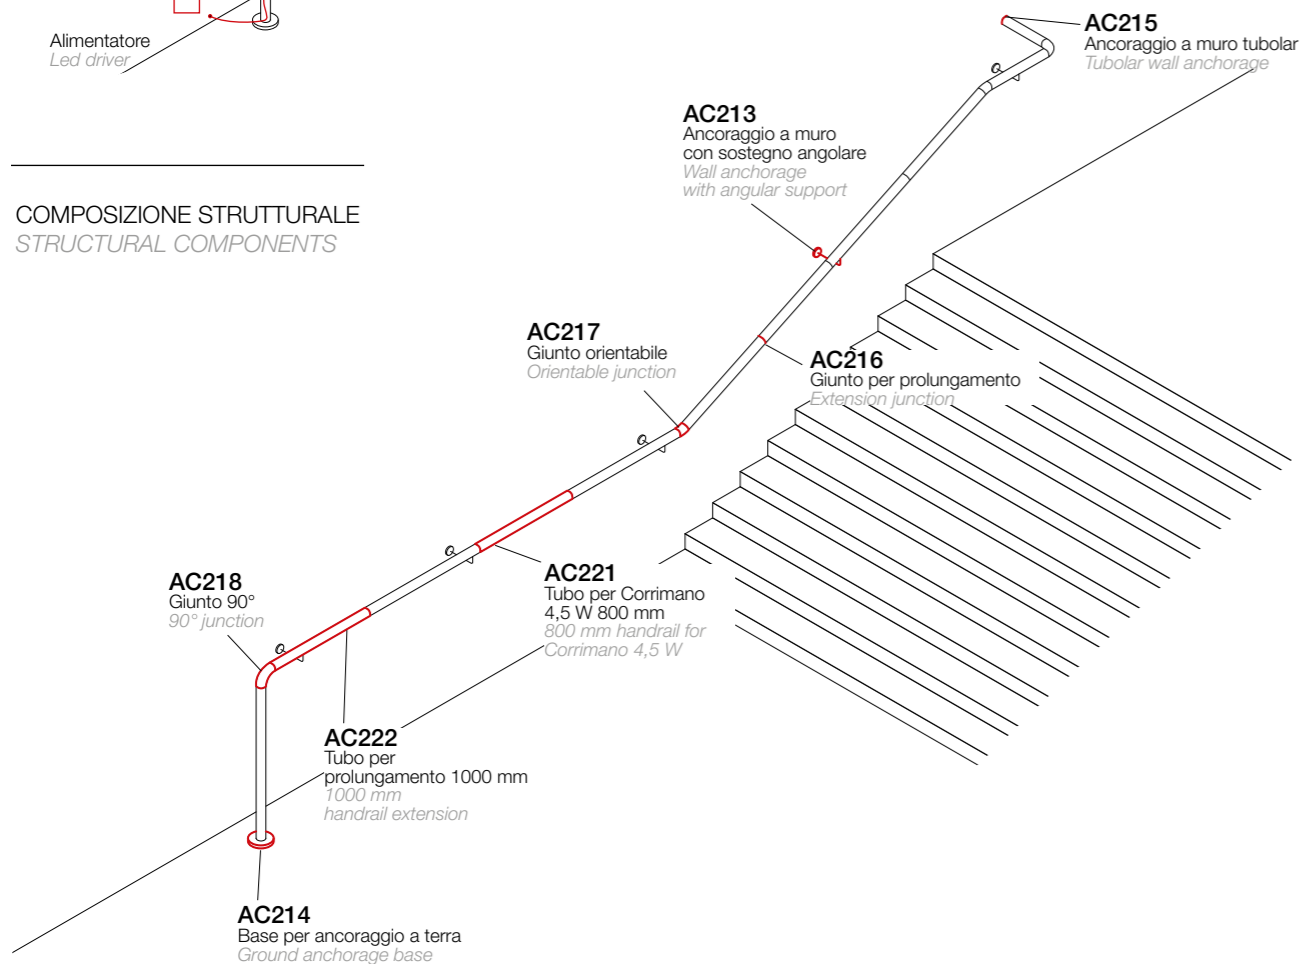 Alimentatore
Led driver
COMPOSIZIONE STRUTTURALE
STRUCTURAL COMPONENTS
AC215
Ancoraggio a muro tubolar
Tubolar wall anchorage
AC213
Ancoraggio a muro
con sostegno angolare
Wall anchorage
with angular support
AC217
Giunto orientabile
Orientable junction
AC216
Giunto per prolungamento
Extension junction
AC221
Tubo per Corrimano
4,5 W 800 mm
800 mm handrail for
Corrimano 4,5 W
AC218
Giunto 90°
90° junction
AC222
Tubo per
prolungamento 1000 mm
1000 mm
handrail extension
AC214
Base per ancoraggio a terra
Ground anchorage base